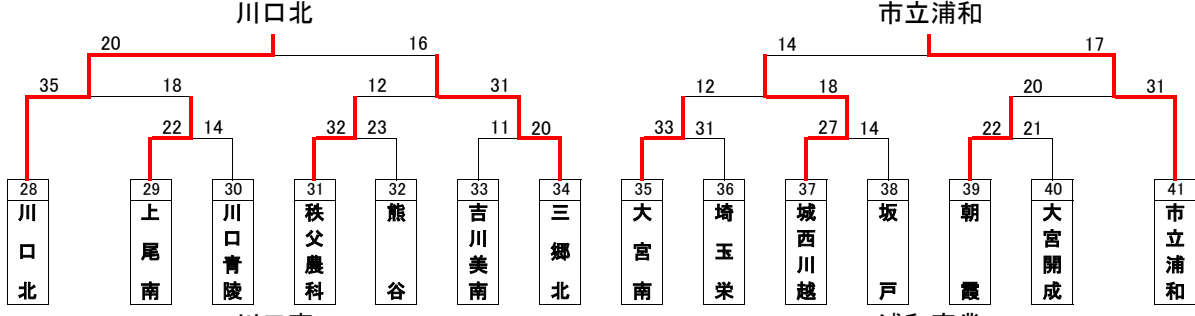 川口北 市立浦和
20 16 14 17
35 18 12 31 12 18 20 31
22 14 32 23 11 20 33 31 27 14 22 21
28 29 30 31 32 33 34 35 36 37 38 39 40 41
川口北
上尾南
川口青陵
秩父農科
熊谷
吉川美南
三郷北
大宮南
埼玉栄
城西川越
坂戸
朝霞
大宮開成
市立浦和